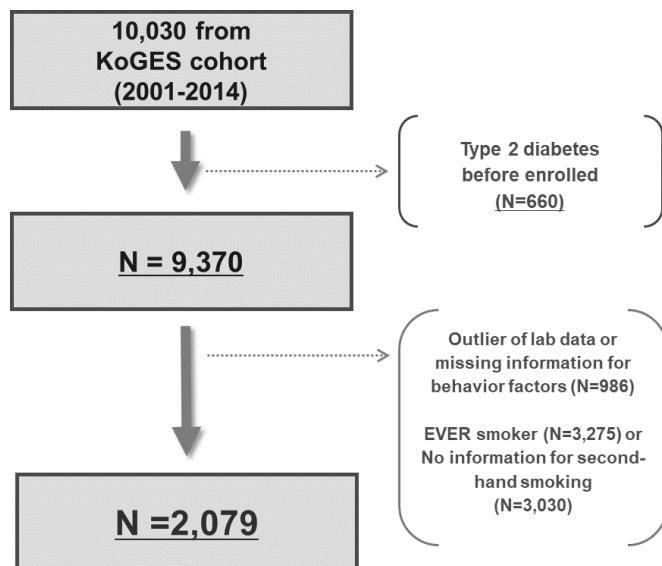 10,030 from
KoGES cohort
(2001-2014)
Type 2 diabetes
before enrolled
(N=660)
N = 9,370
Outlier of lab data or
missing information for
behavior factors (N=986)
EVER smoker (N=3,275) or
No information for second-
hand smoking
(N=3,030)
N =2,079